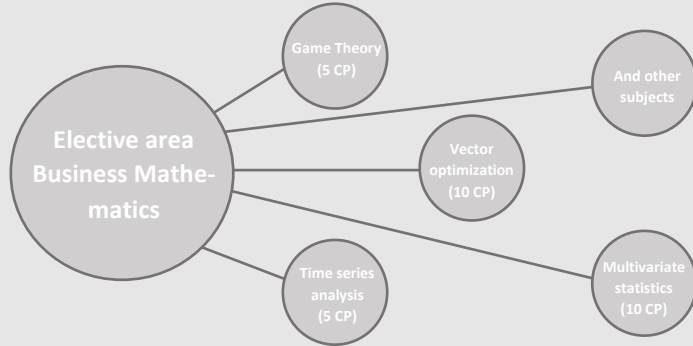 Game Theory
(5 CP)
And other
subjects
Elective area
Business Mathe-
matics
Vector
optimization
(10 CP)
Time series
analysis
(5 CP)
Multivariate
statistics
(10 CP)